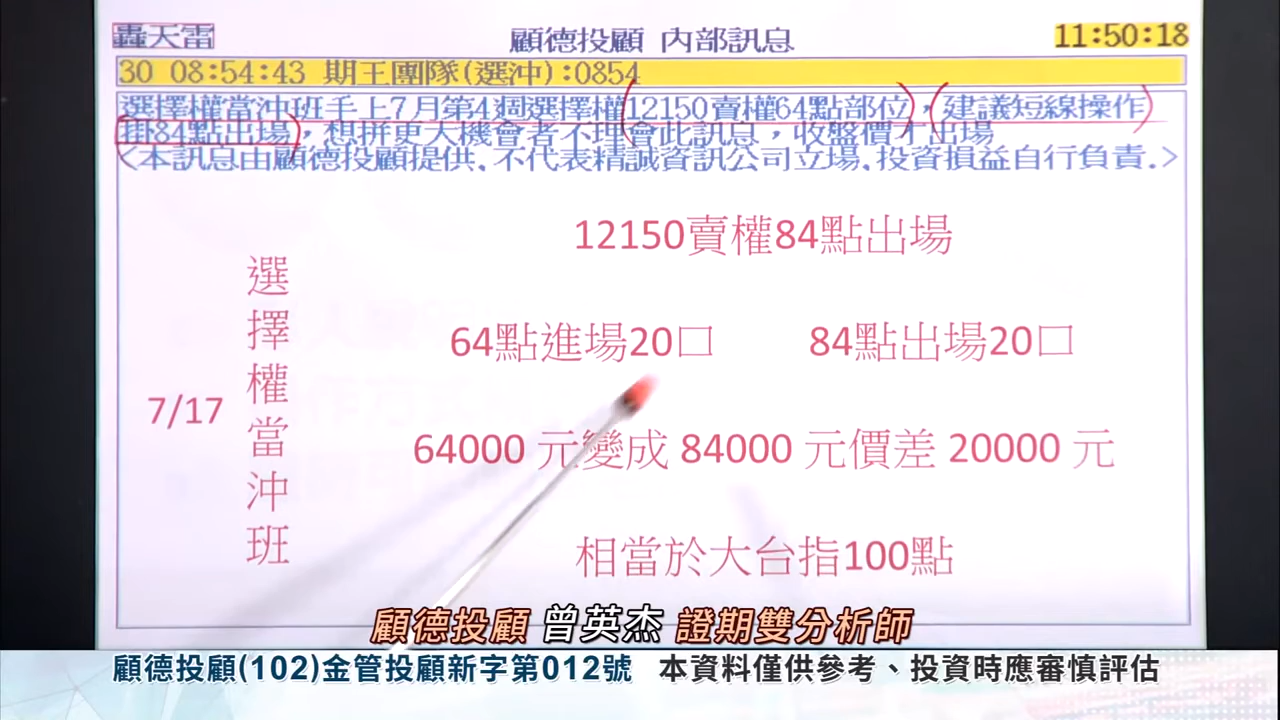 轟天雷 顧德投顧 內部訊息 11:50:18
30 08:54:43 期王團隊(選沖):0854
選擇權當沖班手上7月第4週選擇權12150賣權64點部位,建議短線操作
掛84點出場,想拼更大機會者不理會此訊息,收盤價才出場
<本訊息由顧德投顧提供,不代表精誠資訊公司立場,投資損益自行負責.>
12150賣權84點出場
選擇權當沖班
64點進場20口 84點出場20口
7/17
64000 元變成 84000 元價差 20000 元
相當於大台指100點
顧德投顧 曾英杰 證期雙分析師
顧德投顧(102)金管投顧新字第012號 本資料僅供參考、投資時應審慎評估